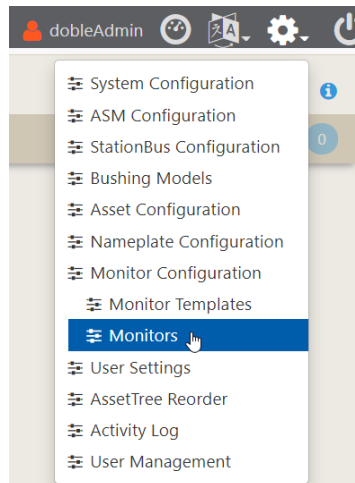 dobleAdmin
System Configuration
ASM Configuration
0
StationBus Configuration
Bushing Models
Asset Configuration
Nameplate Configuration
Monitor Configuration
Monitor Templates
Monitors
User Settings
AssetTree Reorder
Activity Log
User Management